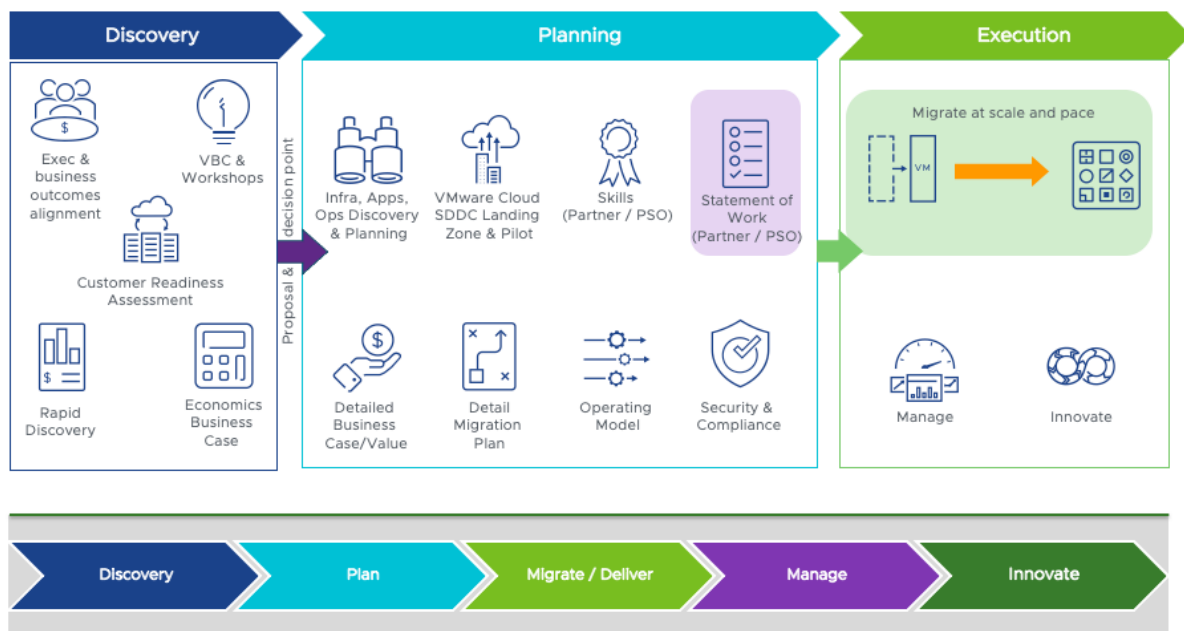 Discovery
Planning
Execution
Exec &
business
outcomes
alignment
VBC &
Workshops
Customer Readiness
Assessment
Rapid
Discovery
Economics
Business
Case
Proposal &
decision point
Infra, Apps,
Ops Discovery
& Planning
VMware Cloud
SDDC Landing
Zone & Pilot
Skills
(Partner / PSO)
Statement of
Work
(Partner / PSO)
Detailed
Business
Case/Value
Detail
Migration
Plan
Operating
Model
Security &
Compliance
Migrate at scale and pace
VM
Manage
Innovate
Discovery
Plan
Migrate / Deliver
Manage
Innovate